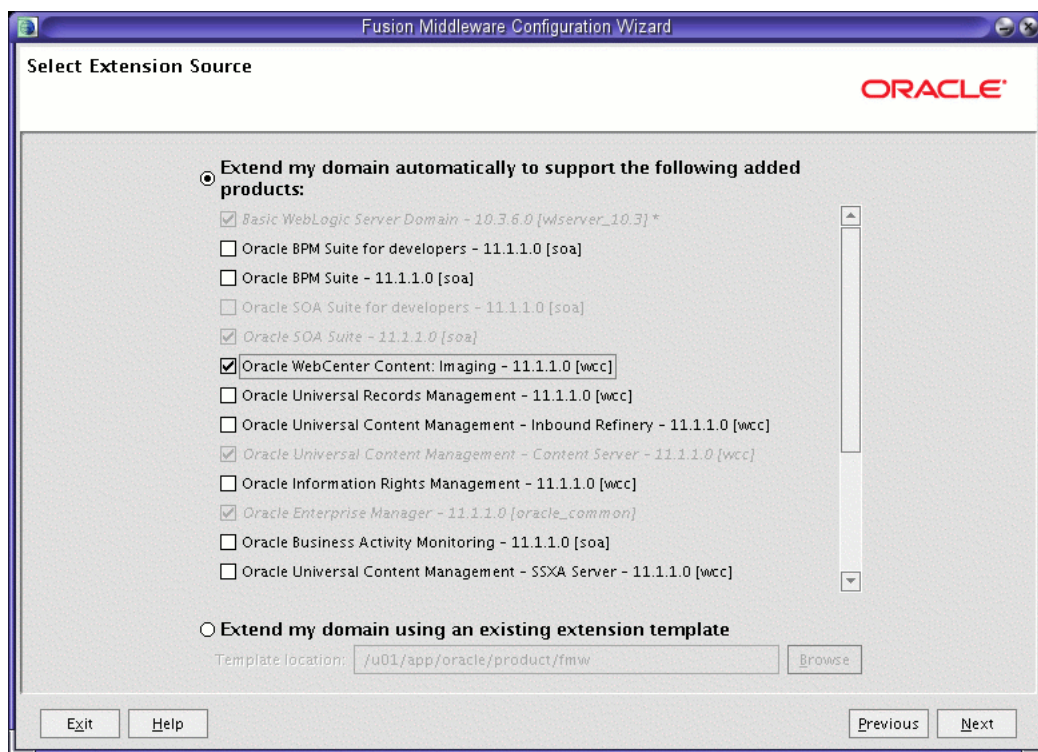 Fusion Middleware Configuration Wizard
Select Extension Source
ORACLE
Extend my domain automatically to support the following added
products:
Basic WebLogic Server Domain - 10.3.6.0 [wlserver_10.3] *
Oracle BPM Suite for developers - 11.1.1.0 [soa]
Oracle BPM Suite - 11.1.1.0 [soa]
Oracle SOA Suite for developers - 11.1.1.0 [soa]
Oracle SOA Suite - 11.1.1.0 [soa]
Oracle WebCenter Content: Imaging - 11.1.1.0 [wcc]
Oracle Universal Records Management - 11.1.1.0 [wcc]
Oracle Universal Content Management - Inbound Refinery - 11.1.1.0 [wcc]
Oracle Universal Content Management - Content Server - 11.1.1.0 [wcc]
Oracle Information Rights Management - 11.1.1.0 [wcc]
Oracle Enterprise Manager - 11.1.1.0 [oracle_common]
Oracle Business Activity Monitoring - 11.1.1.0 [soa]
Oracle Universal Content Management - SSXA Server - 11.1.1.0 [wcc]
Extend my domain using an existing extension template
Template location: /u01/app/oracle/product/fmw Browse
Exit Help Previous Next